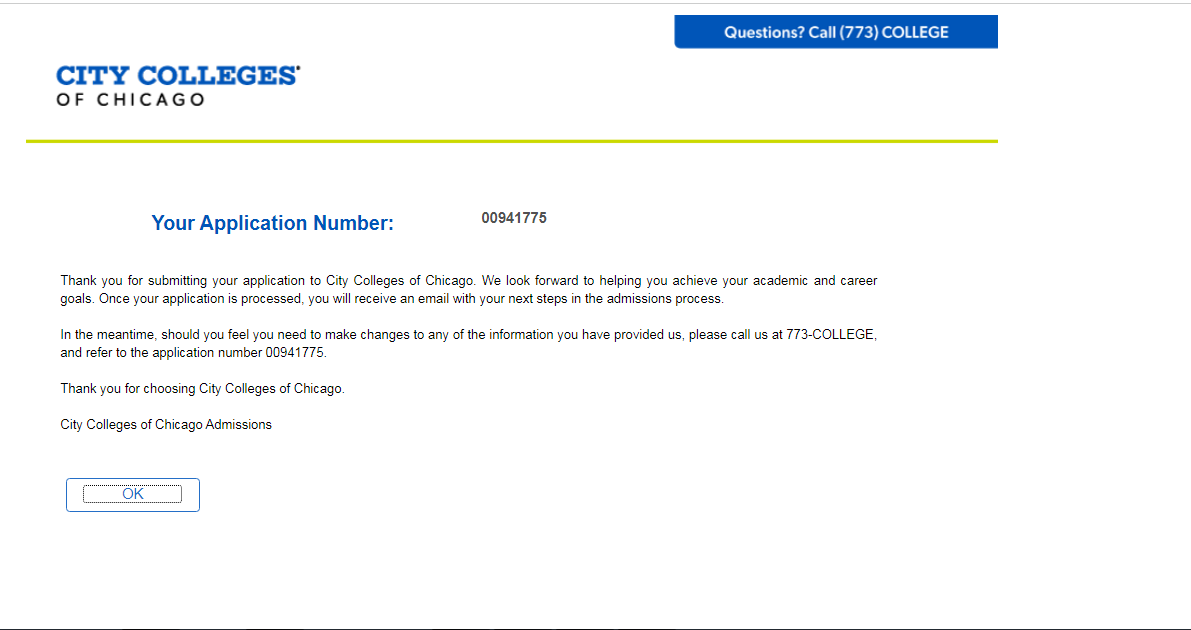 Questions? Call (773) COLLEGE
CITY COLLEGES
OF CHICAGO
Your Application Number: 00941775
Thank you for submitting your application to City Colleges of Chicago. We look forward to helping you achieve your academic and career
goals. Once your application is processed, you will receive an email with your next steps in the admissions process.
In the meantime, should you feel you need to make changes to any of the information you have provided us, please call us at 773-COLLEGE,
and refer to the application number 00941775.
Thank you for choosing City Colleges of Chicago.
City Colleges of Chicago Admissions
OK